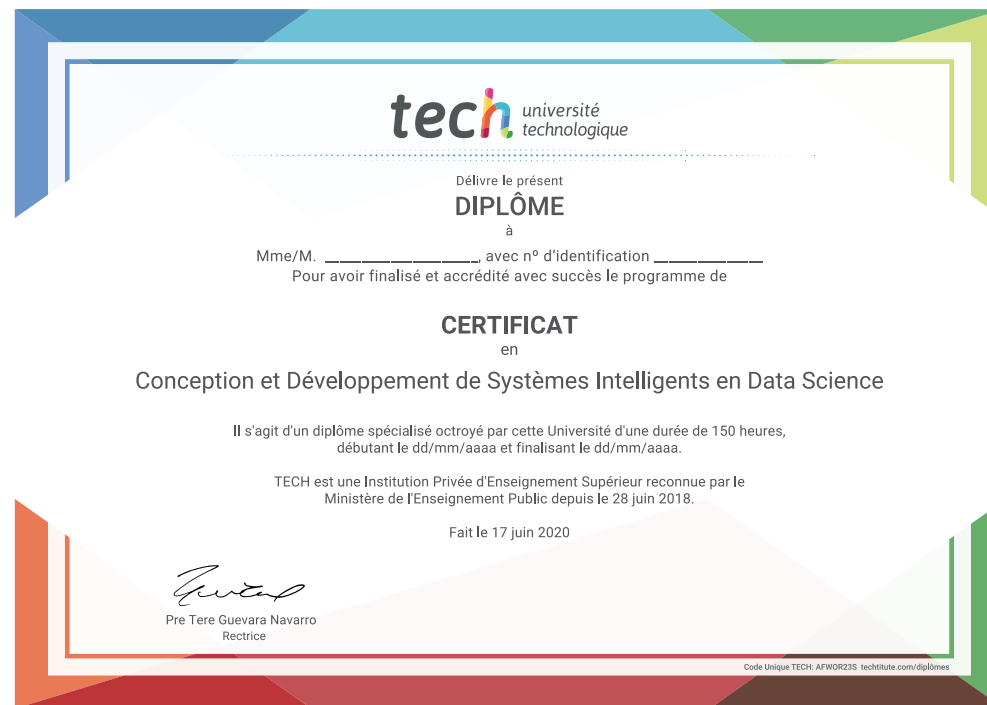 tech université
technologique
Délivre le présent
DIPLÔME
à
Mme/M. ____________________, avec nº d'identification ______________
Pour avoir finalisé et accrédité avec succès le programme de
CERTIFICAT
en
Conception et Développement de Systèmes Intelligents en Data Science
Il s'agit d'un diplôme spécialisé octroyé par cette Université d'une durée de 150 heures,
débutant le dd/mm/aaaa et finalisant le dd/mm/aaaa.
TECH est une Institution Privée d'Enseignement Supérieur reconnue par le
Ministère de l'Enseignement Public depuis le 28 juin 2018.
Fait le 17 juin 2020
Pre Tere Guevara Navarro
Rectrice
Code Unique TECH: AFWOR23S techtitute.com/diplômes